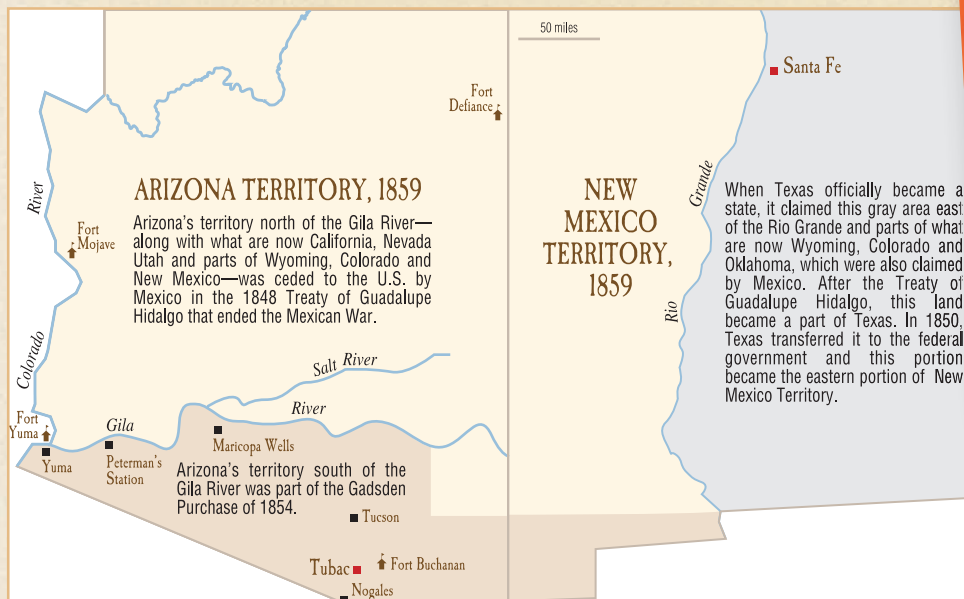 50 miles
Santa Fe
Fort
Defiance
River
Fort
Mojave
ARIZONA TERRITORY, 1859
Arizona's territory north of the Gila River—
along with what are now California, Nevada
Utah and parts of Wyoming, Colorado and
New Mexico—was ceded to the U.S. by
Mexico in the 1848 Treaty of Guadalupe
Hidalgo that ended the Mexican War.
NEW
MEXICO
TERRITORY,
1859
Grande
Rio
When Texas officially became a
state, it claimed this gray area east
of the Rio Grande and parts of what
are now Wyoming, Colorado and
Oklahoma, which were also claimed
by Mexico. After the Treaty of
Guadalupe Hidalgo, this land
became a part of Texas. In 1850,
Texas transferred it to the federal
government and this portion
became the eastern portion of New
Mexico Territory.
Colorado
Salt River
Fort
Yuma
Gila
River
Yuma
Peterman's
Station
Maricopa Wells
Arizona's territory south of the
Gila River was part of the Gadsden
Purchase of 1854.
Tucson
Tubac
Fort Buchanan
Nogales